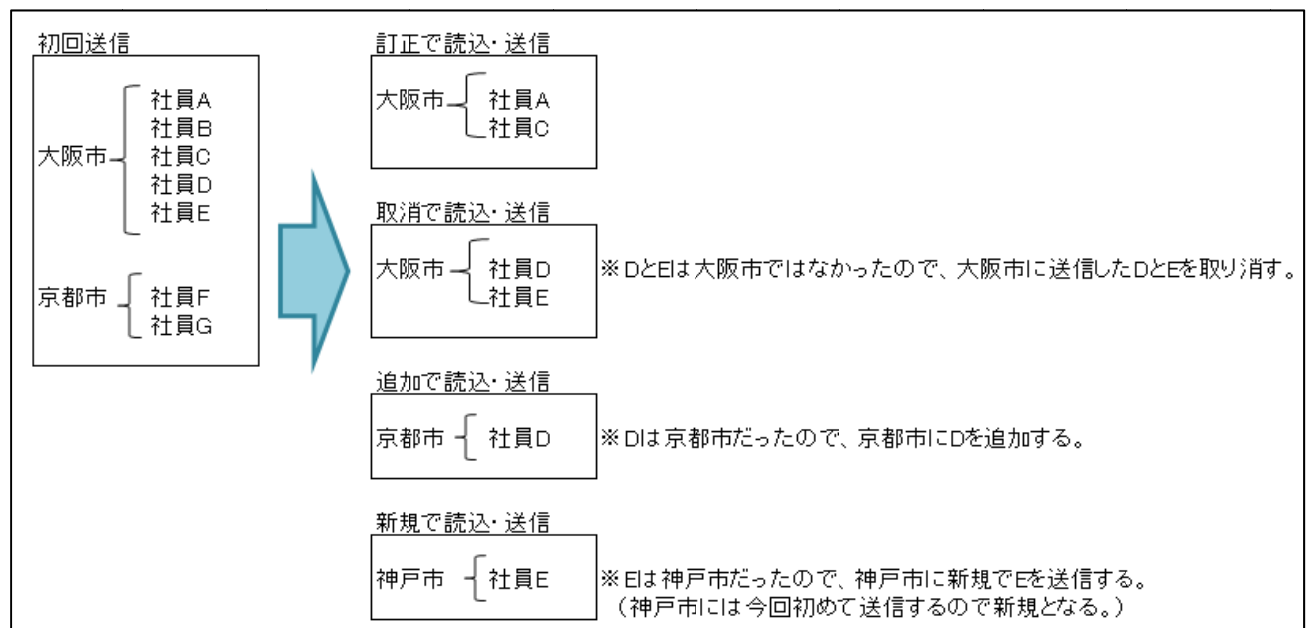 初回送信
大阪市
社員A
社員B
社員C
社員D
社員E
京都市
社員F
社員G
訂正で読込・送信
大阪市
社員A
社員C
取消で読込・送信
大阪市
社員D
社員E
※DとEは大阪市ではなかったので、大阪市に送信したDとEを取り消す。
追加で読込・送信
京都市
社員D
※Dは京都市だったので、京都市にDを追加する。
新規で読込・送信
神戸市
社員E
※Eは神戸市だったので、神戸市に新規でEを送信する。
（神戸市には今回初めて送信するので新規となる。）